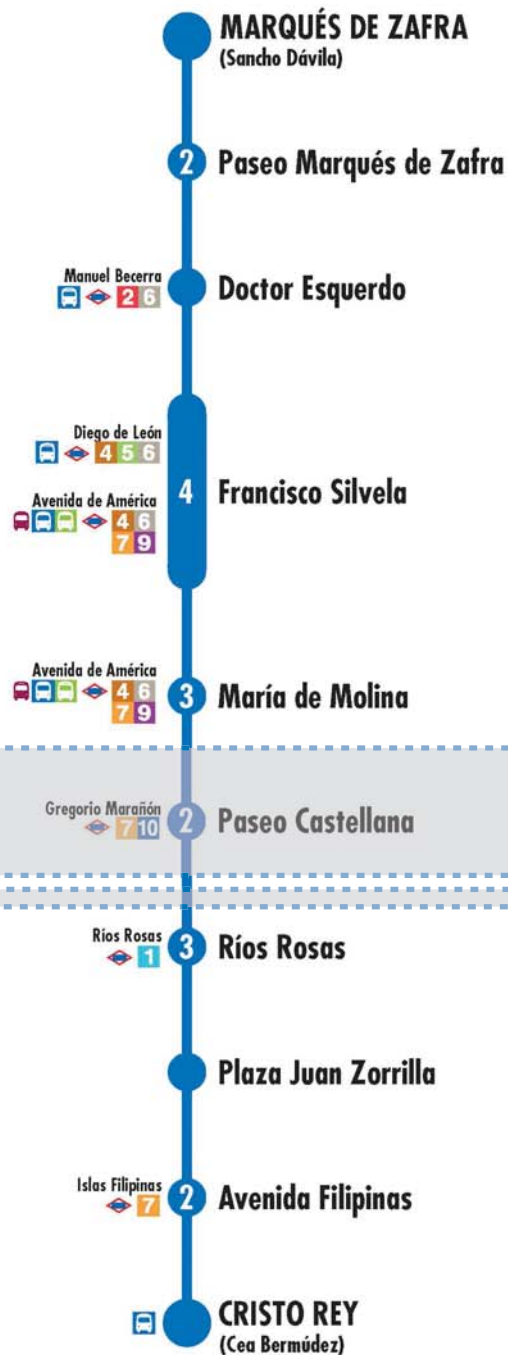 MARQUÉS DE ZAFRA
(Sancho Dávila)
2 Paseo Marqués de Zafra
Manuel Becerra
2 6
Doctor Esquerdo
Diego de León
4 5 6
Avenida de América
4 6
7 9
4 Francisco Silvela
Avenida de América
4 6
7 9
3 María de Molina
Gregorio Marañón
7 10
2 Paseo Castellana
Ríos Rosas
1
3 Ríos Rosas
Plaza Juan Zorrilla
Islas Filipinas
7
2 Avenida Filipinas
CRISTO REY
(Cea Bermúdez)